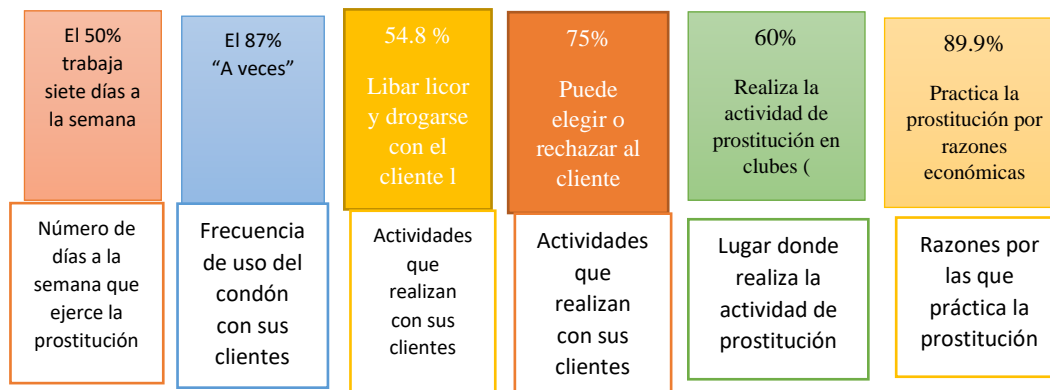 El 50%
trabaja
siete días a
la semana
El 87%
“A veces”
54.8 %
Libar licor
y drogarse
con el
cliente l
75%
Puede
elegir o
rechazar al
cliente
60%
Realiza la
actividad de
prostitución en
clubes (
89.9%
Practica la
prostitución por
razones
económicas
Número de
días a la
semana que
ejerce la
prostitución
Frecuencia
de uso del
condón
con sus
clientes
Actividades
que
realizan
con sus
clientes
Actividades
que
realizan
con sus
clientes
Lugar donde
realiza la
actividad de
prostitución
Razones por
las que
práctica la
prostitución